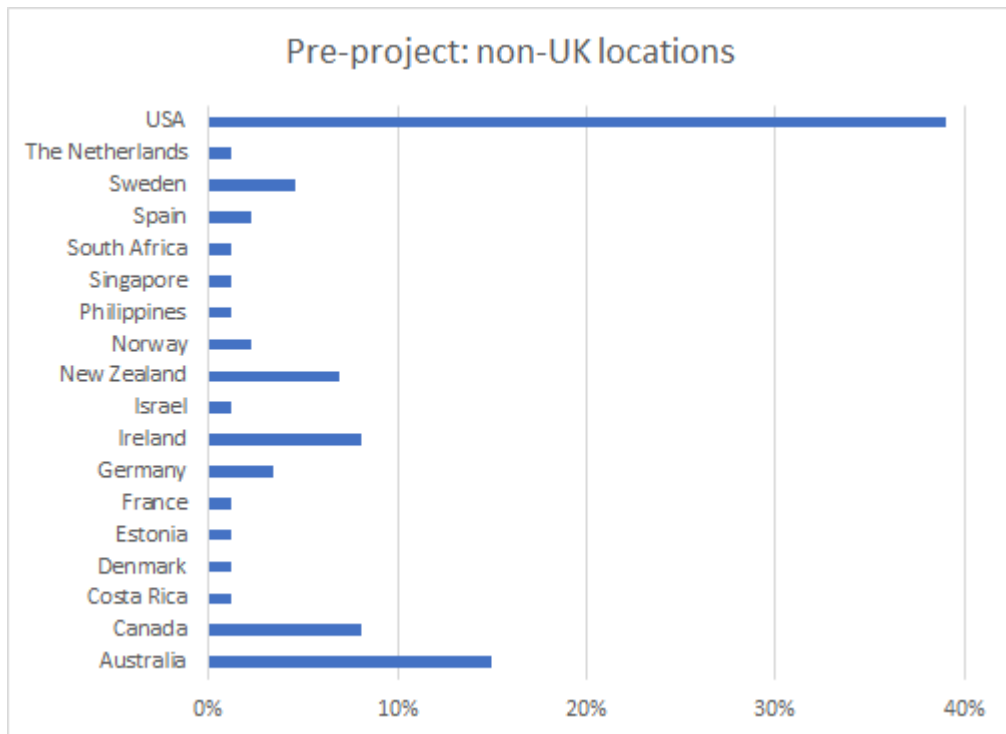 Pre-project: non-UK locations
USA
The Netherlands
Sweden
Spain
South Africa
Singapore
Philippines
Norway
New Zealand
Israel
Ireland
Germany
France
Estonia
Denmark
Costa Rica
Canada
Australia
0% 10% 20% 30% 40%